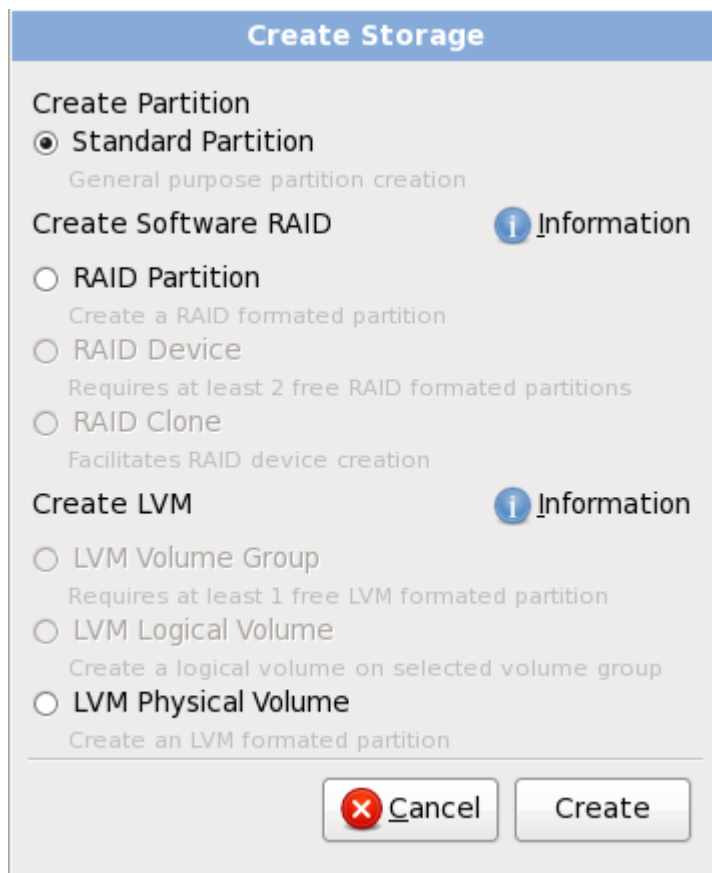 Create Storage
Create Partition
Standard Partition
General purpose partition creation
Create Software RAID
Information
RAID Partition
Create a RAID formated partition
RAID Device
Requires at least 2 free RAID formated partitions
RAID Clone
Facilitates RAID device creation
Create LVM
Information
LVM Volume Group
Requires at least 1 free LVM formated partition
LVM Logical Volume
Create a logical volume on selected volume group
LVM Physical Volume
Create an LVM formated partition
Cancel
Create